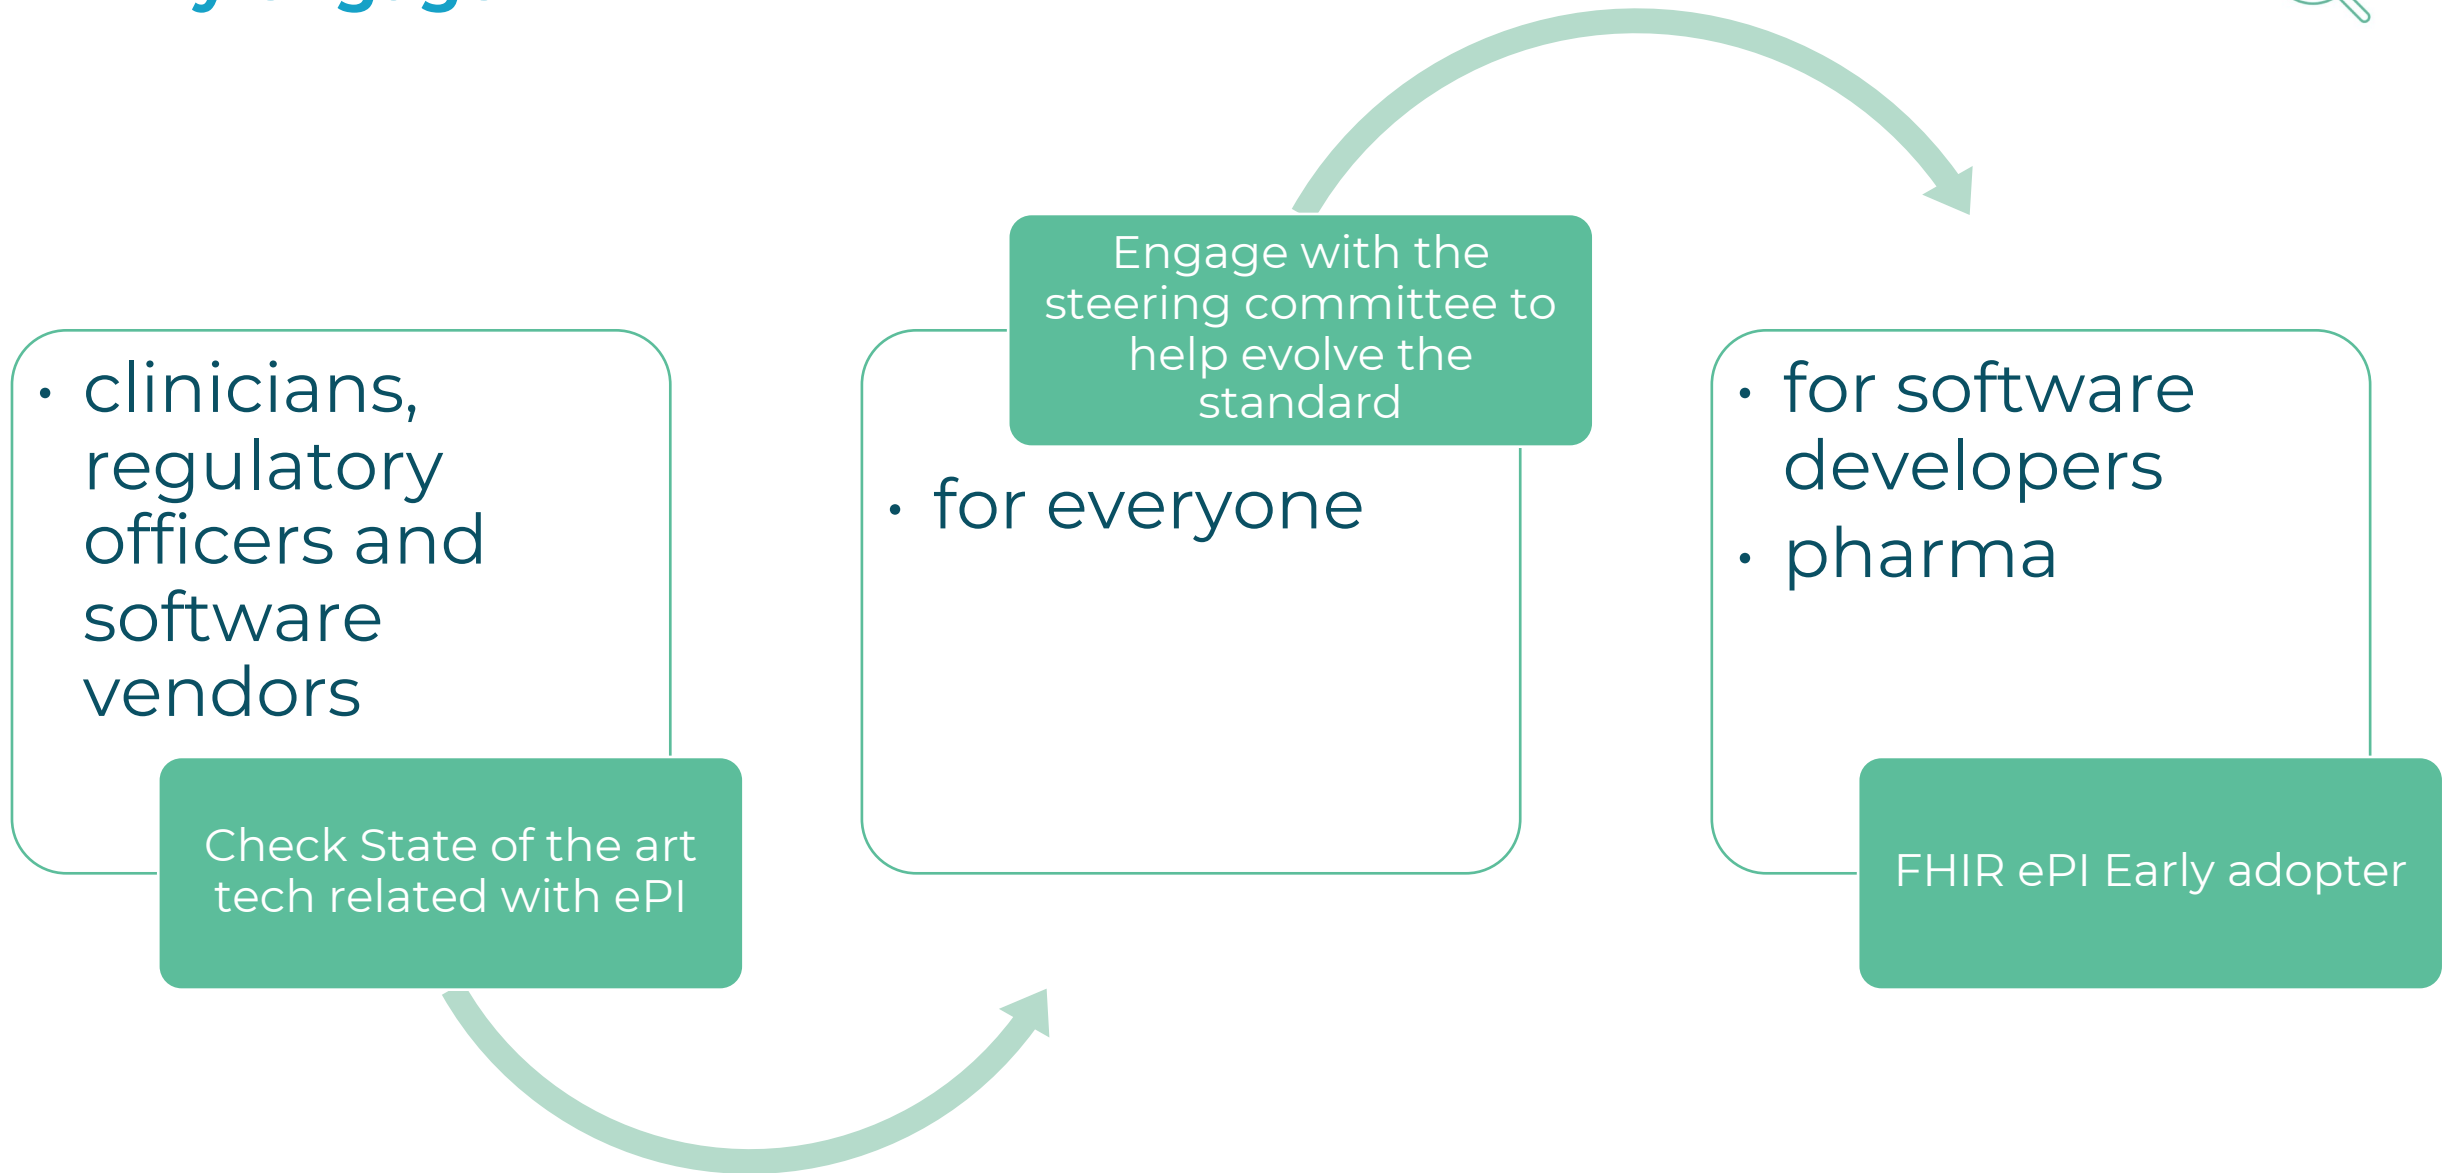 • clinicians,
regulatory
officers and
software
vendors
Check State of the art
tech related with ePI
Engage with the
steering committee to
help evolve the
standard
• for everyone
• for software
developers
• pharma
FHIR ePI Early adopter